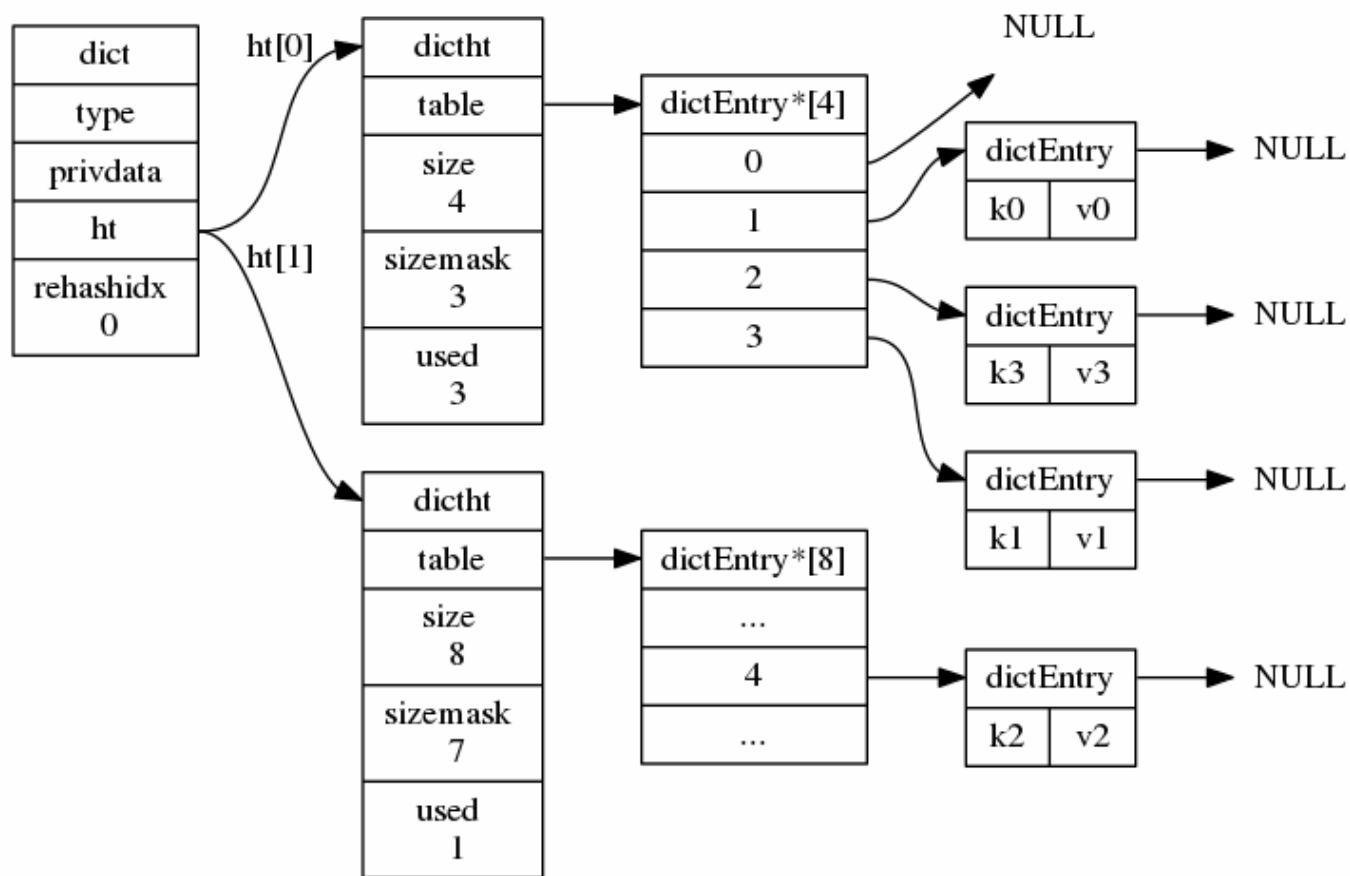 dict
type
privdata
ht
rehashidx
0
ht[0]
ht[1]
dictht
table
size
4
sizemask
3
used
3
dictht
table
size
8
sizemask
7
used
1
dictEntry*[4]
0
1
2
3
dictEntry*[8]
...
4
...
NULL
dictEntry
k0 v0
NULL
dictEntry
k3 v3
NULL
dictEntry
k1 v1
NULL
dictEntry
k2 v2
NULL